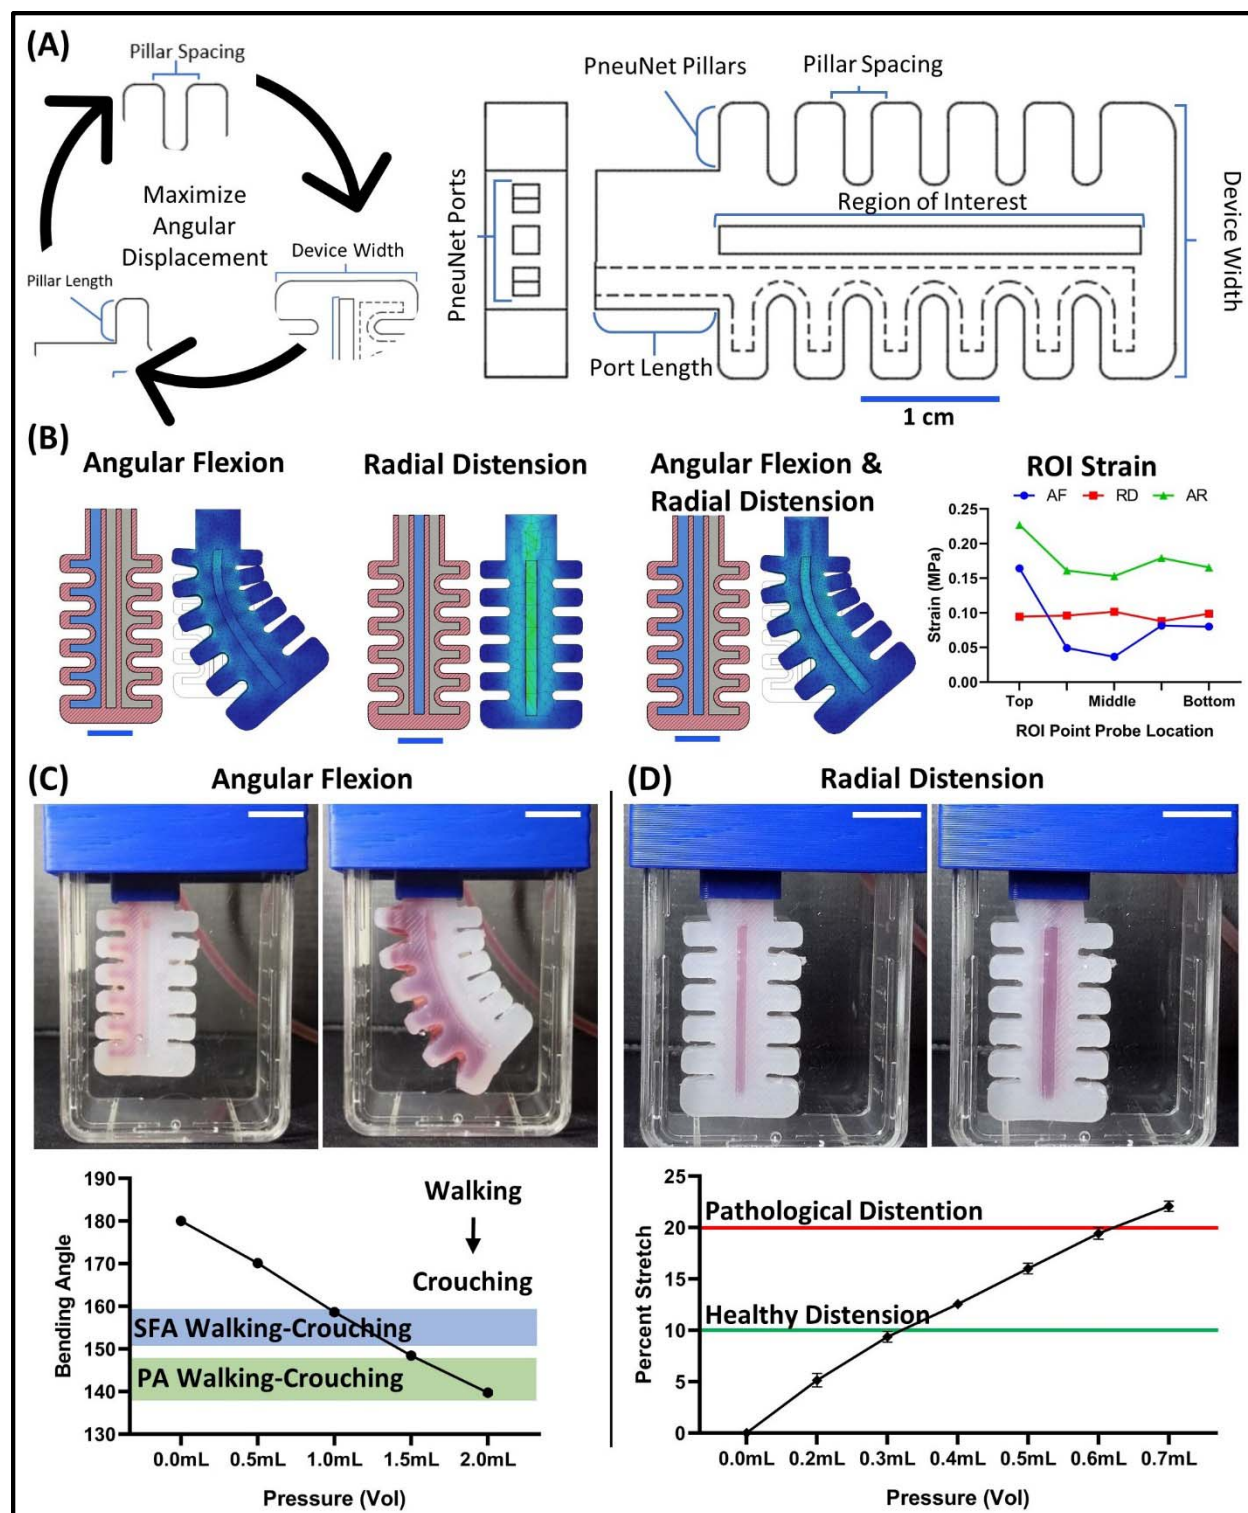 (A)
Pillar Spacing
Maximize
Angular
Displacement
Pillar Length
Device Width
PneuNet Pillars
Pillar Spacing
PneuNet Ports
Region of Interest
Device Width
Port Length
1 cm
(B)
Angular Flexion
Radial Distension
Angular Flexion &
Radial Distension
ROI Strain
AF RD AR
Strain (MPa)
0.25
0.20
0.15
0.10
0.05
0.00
Top Middle Bottom
ROI Point Probe Location
(C)
Angular Flexion
(D)
Radial Distension
Bending Angle
190
180
170
160
150
140
130
Walking
Crouching
SFA Walking-Crouching
PA Walking-Crouching
0.0mL 0.5mL 1.0mL 1.5mL 2.0mL
Pressure (Vol)
Percent Stretch
25
20
15
10
5
0
Pathological Distention
Healthy Distension
0.0mL 0.2mL 0.3mL 0.4mL 0.5mL 0.6mL 0.7mL
Pressure (Vol)